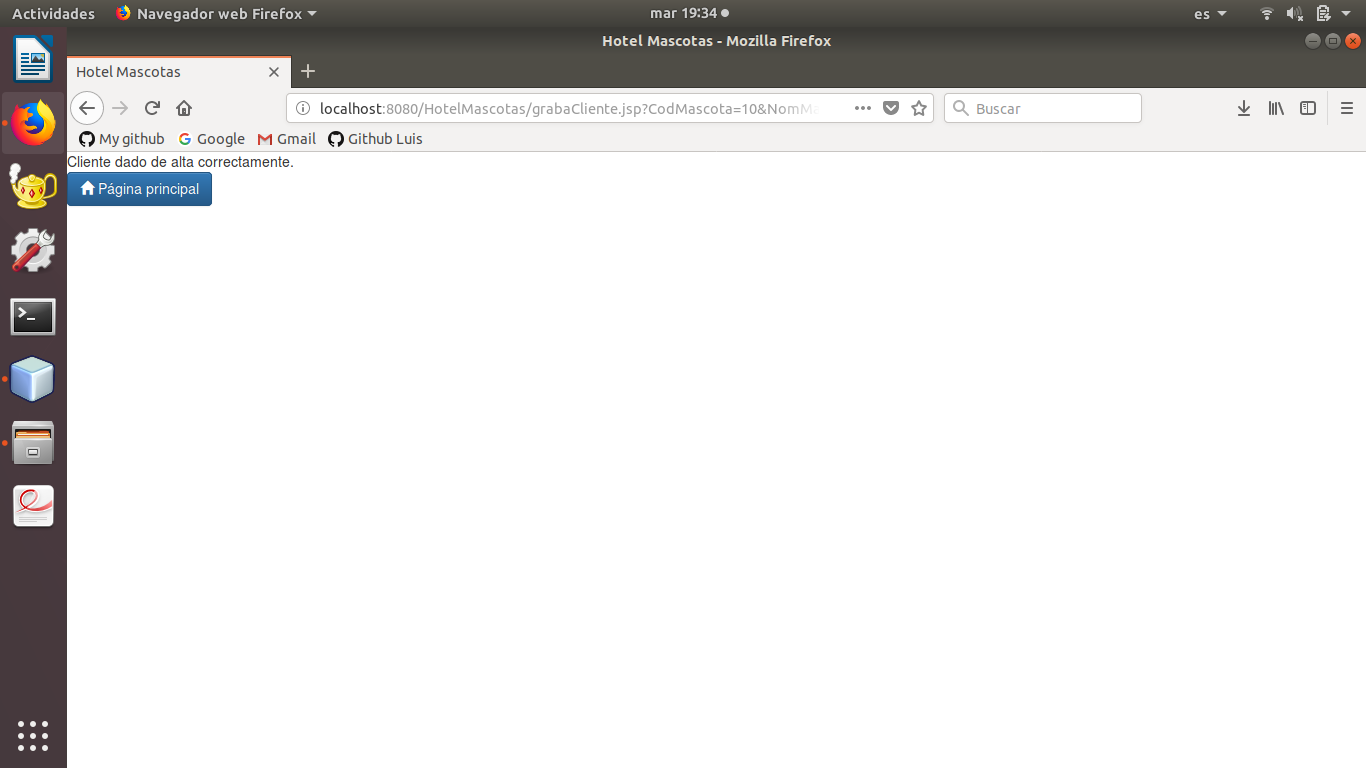 Actividades Navegador web Firefox mar 19:34 es
Hotel Mascotas - Mozilla Firefox
Hotel Mascotas
localhost:8080/HotelMascotas/grabaCliente.jsp?CodMascota=10&NomMa Buscar
My github Google Gmail Github Luis
Cliente dado de alta correctamente.
Página principal